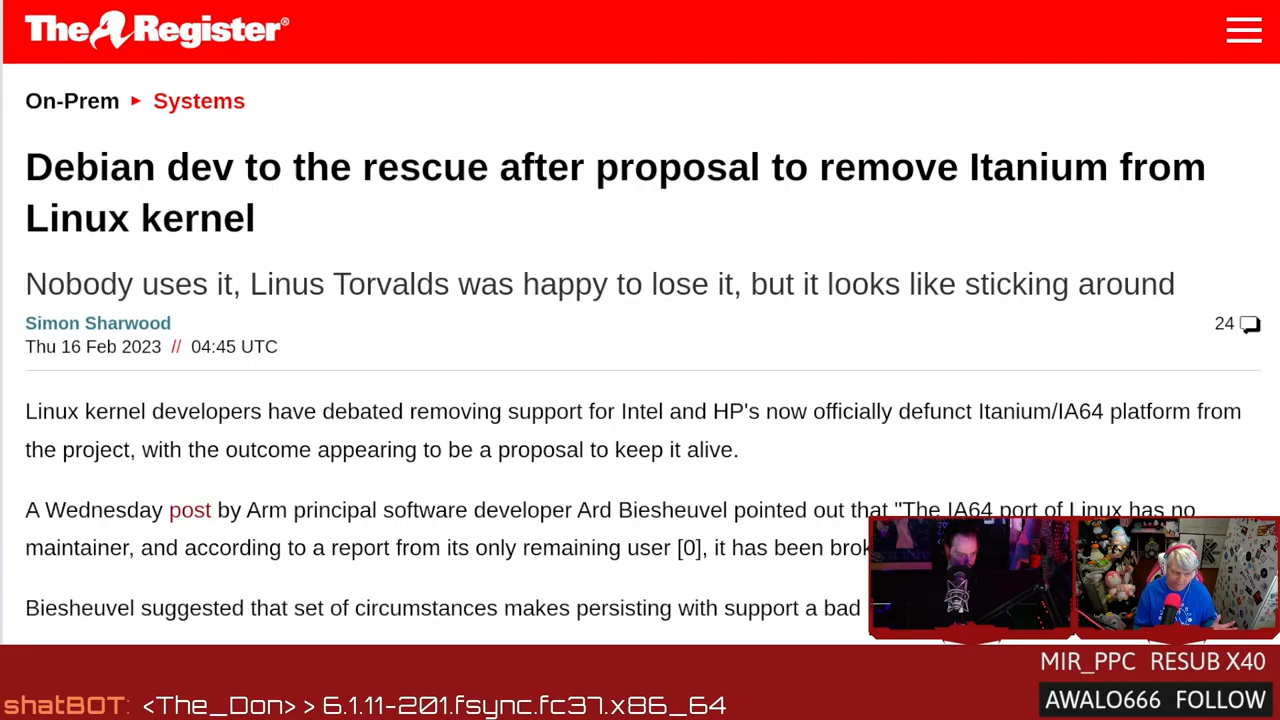 The Register®
On-Prem ▸ Systems
Debian dev to the rescue after proposal to remove Itanium from
Linux kernel
Nobody uses it, Linus Torvalds was happy to lose it, but it looks like sticking around
Simon Sharwood
24
Thu 16 Feb 2023 // 04:45 UTC
Linux kernel developers have debated removing support for Intel and HP's now officially defunct Itanium/IA64 platform from
the project, with the outcome appearing to be a proposal to keep it alive.
A Wednesday post by Arm principal software developer Ard Biesheuvel pointed out that "The IA64 port of Linux has no
maintainer, and according to a report from its only remaining user [0], it has been
Biesheuvel suggested that set of circumstances makes persisting with support a bad
MIR_PPC RESUB X40
shatBOT: <The_Don> > 6.1.11-201.fsync.fc37.x86_64
AWALO666 FOLLOW